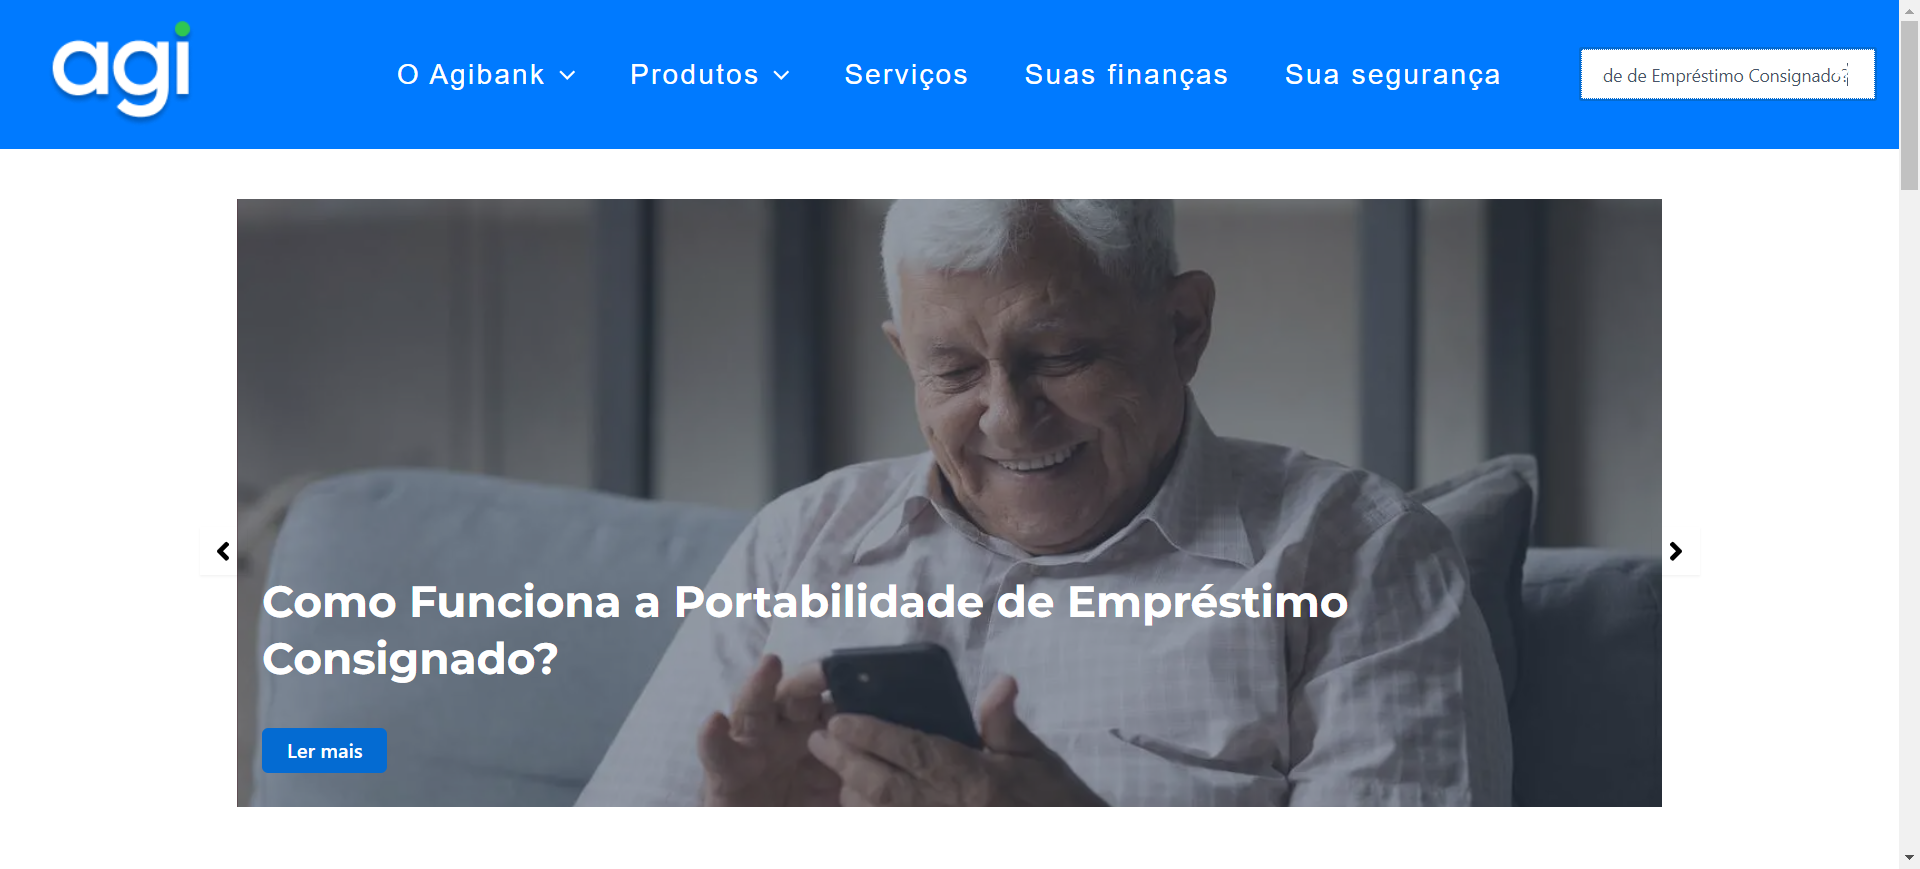 agi
O Agibank
Produtos
Serviços
Suas finanças
Sua segurança
de de Empréstimo Consignado?
Como Funciona a Portabilidade de Empréstimo
Consignado?
Ler mais